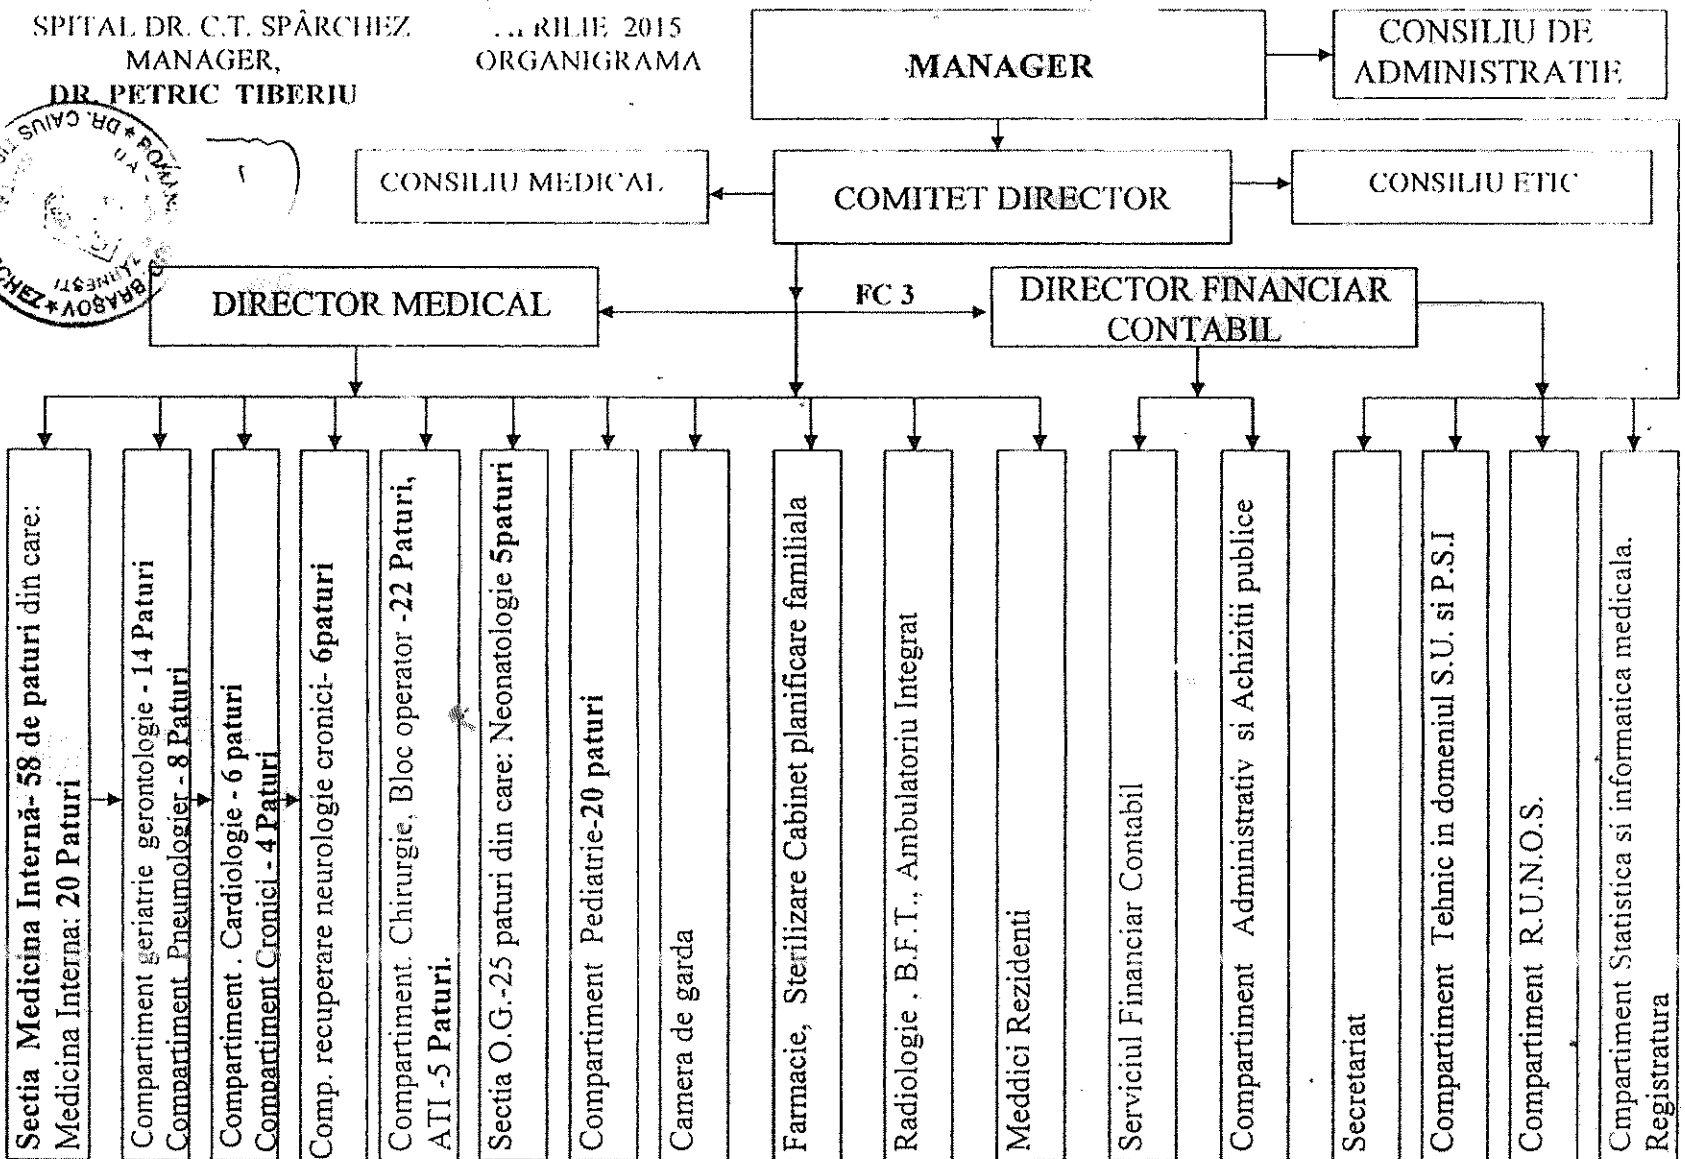 SPITAL DR. C.T. SPÂRCHEZ
MANAGER,
DR. PETRIC TIBERIU
2015
ORGANIGRAMA
MANAGER
CONSILIU DE
ADMINISTRATIE
CONSILIU MEDICAL
COMITET DIRECTOR
CONSILIU ETIC
DIRECTOR MEDICAL
FC 3
DIRECTOR FINANCIAR
CONTABIL
DR. CAIUS
BRAȘOV
ZĂRNEȘTI
Sectia Medicina Internă- 58 de paturi din care:
Medicina Interna: 20 Paturi
Compartiment geriatrie gerontologie - 14 Paturi
Compartiment Pneumologier - 8 Paturi
Compartiment . Cardiologie - 6 paturi
Compartiment Cronici - 4 Paturi
Comp. recuperare neurologie cronici- 6paturi
Compartiment. Chirurgie, Bloc operator -22 Paturi,
ATI -5 Paturi.
Sectia O.G.-25 paturi din care: Neonatologie 5paturi
Compartiment Pediatrie-20 paturi
Camera de garda
Farmacie, Sterilizare Cabinet planificare familiala
Radiologie , B.F.T., Ambulatoriu Integrat
Meddici Rezidenti
Serviciul Financiar Contabil
Compartiment Administrativ si Achizitii publice
Secretariat
Compartiment Tehnic in domeniul S.U. si P.S.I
Compartiment R.U.N.O.S.
Cmpartiment Statistica si informatica medicala.
Registratura